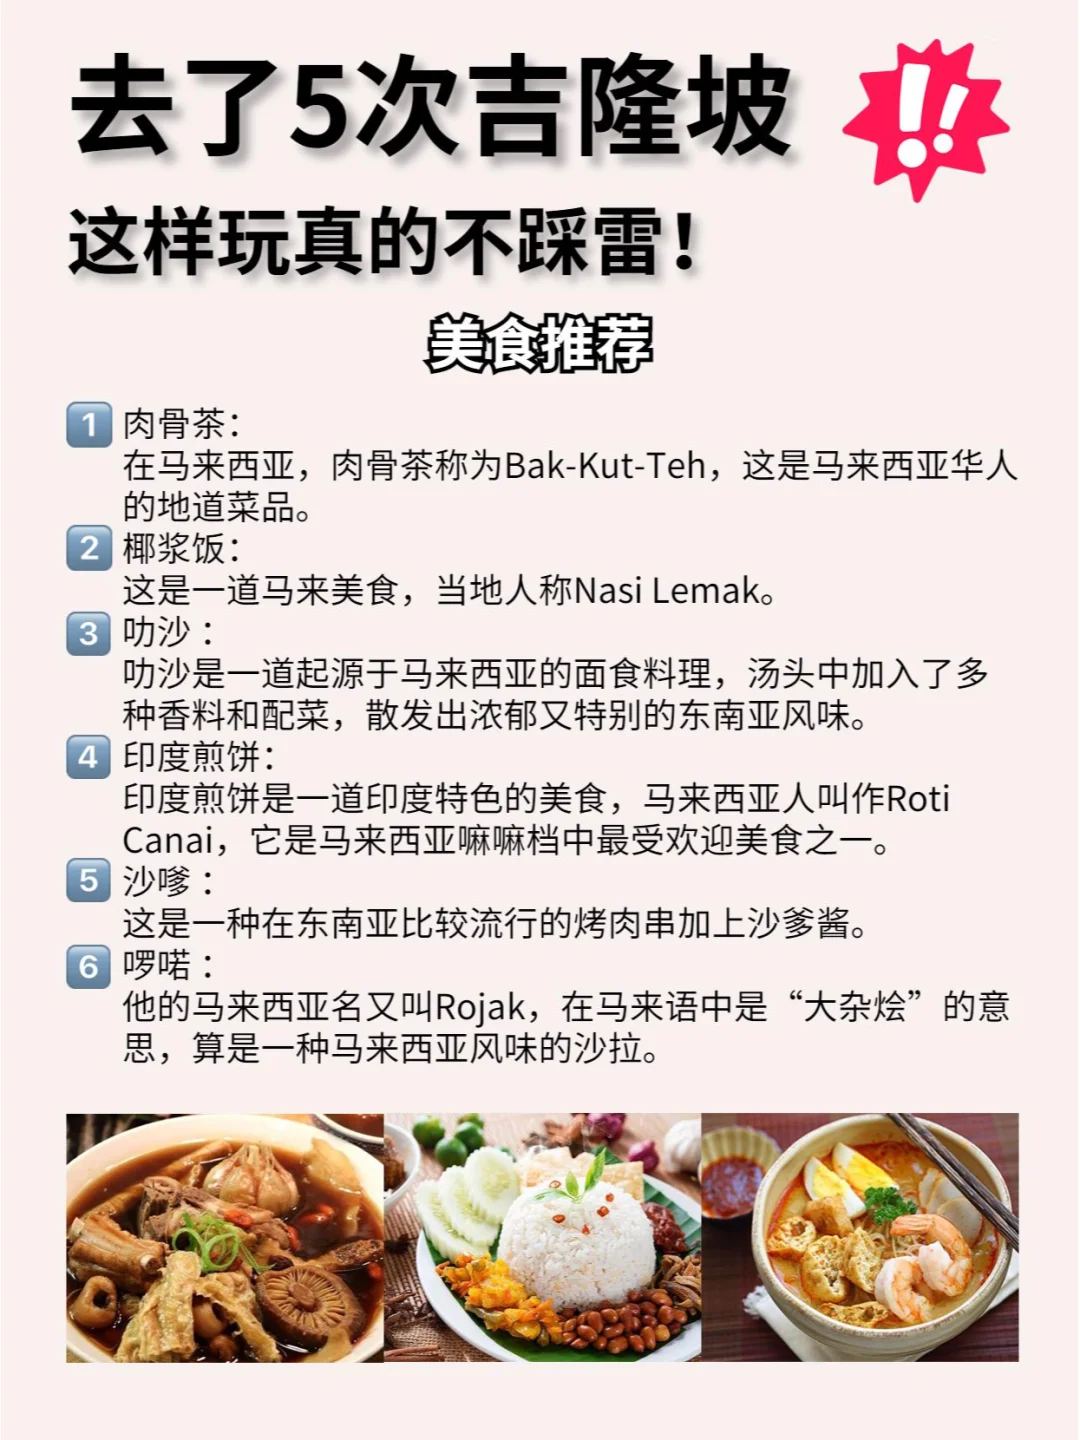 去了5次吉隆坡
这样玩真的不踩雷！
美食推荐
1 肉骨茶：
在马来西亚，肉骨茶称为Bak-Kut-Teh，这是马来西亚华人
的地道菜品。
2 椰浆饭：
这是一道马来美食，当地人称Nasi Lemak。
3 叻沙：
叻沙是一道起源于马来西亚的面食料理，汤头中加入了多
种香料和配菜，散发出浓郁又特别的东南亚风味。
4 印度煎饼：
印度煎饼是一道印度特色的美食，马来西亚人叫作Roti
Canai，它是马来西亚嘛嘛档中最受欢迎美食之一。
5 沙嗲：
这是一种在东南亚比较流行的烤肉串加上沙爹酱。
6 啰喏：
他的马来西亚名又叫Rojak，在马来语中是“大杂烩”的意
思，算是一种马来西亚风味的沙拉。